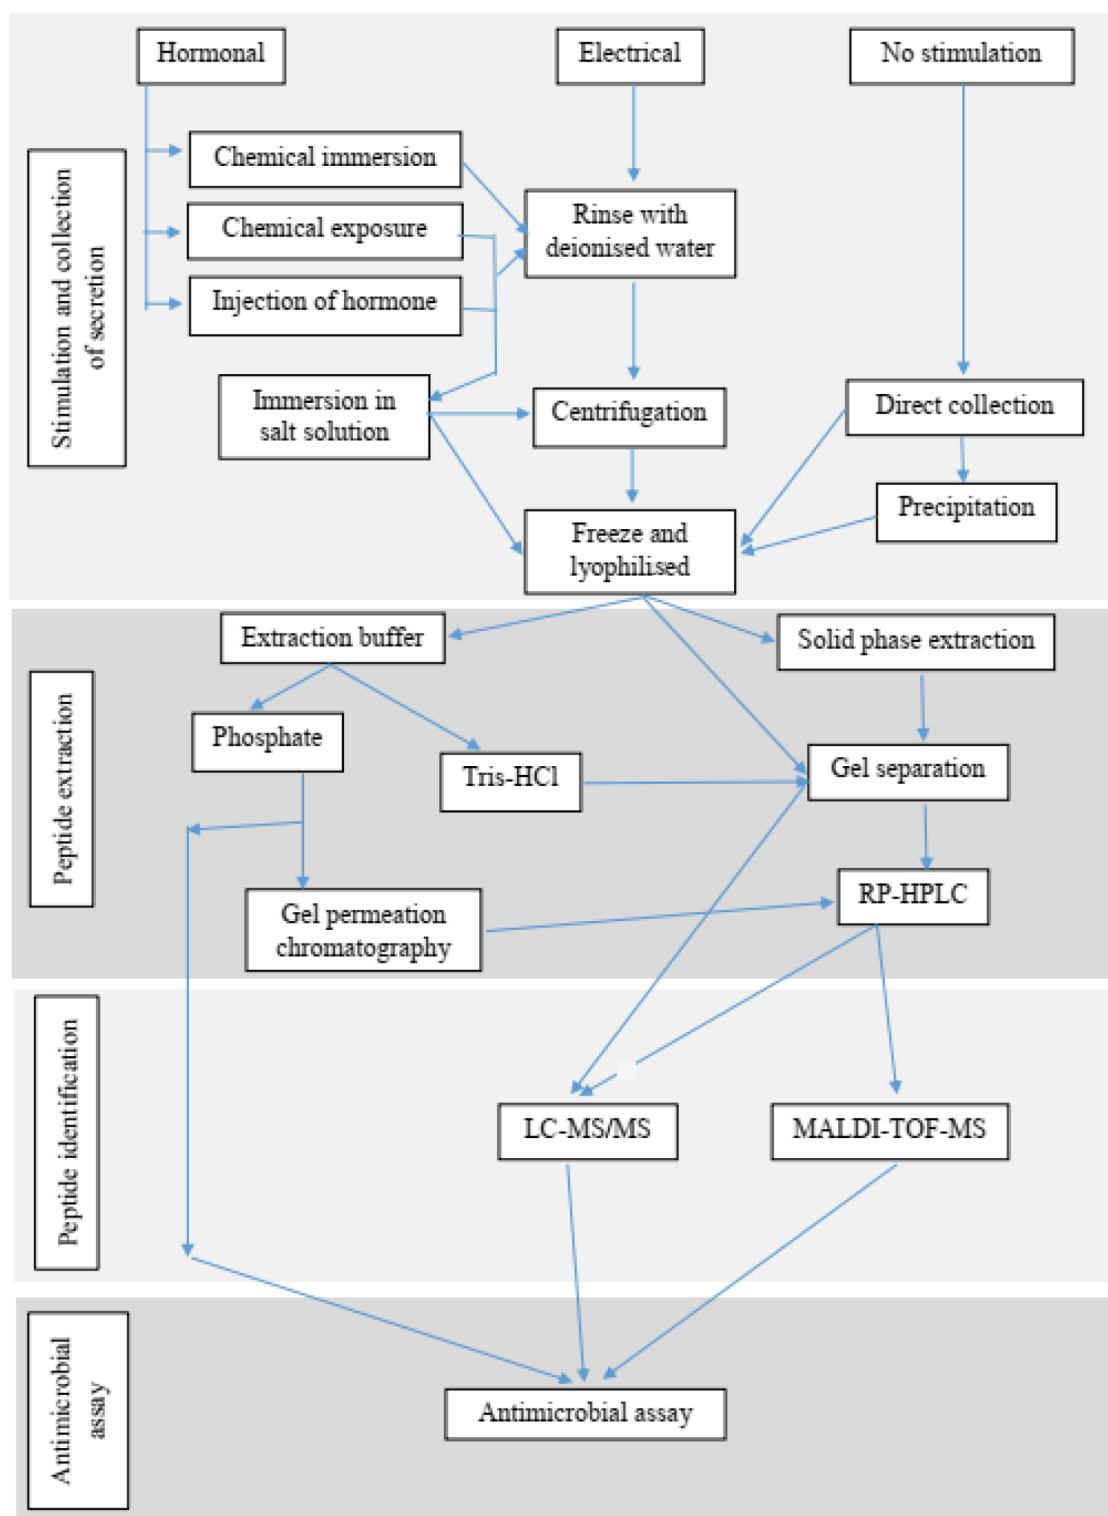 Hormonal
Electrical
No stimulation
Stimulation and collection
of secretion
Chemical immersion
Chemical exposure
Injection of hormone
Rinse with
deionised water
Immersion in
salt solution
Centrifugation
Direct collection
Precipitation
Freeze and
lyophilised
Peptide extraction
Extraction buffer
Solid phase extraction
Phosphate
Tris-HCl
Gel separation
Gel permeation
chromatography
RP-HPLC
Peptide identification
LC-MS/MS
MALDI-TOF-MS
Antimicrobial
assay
Antimicrobial assay